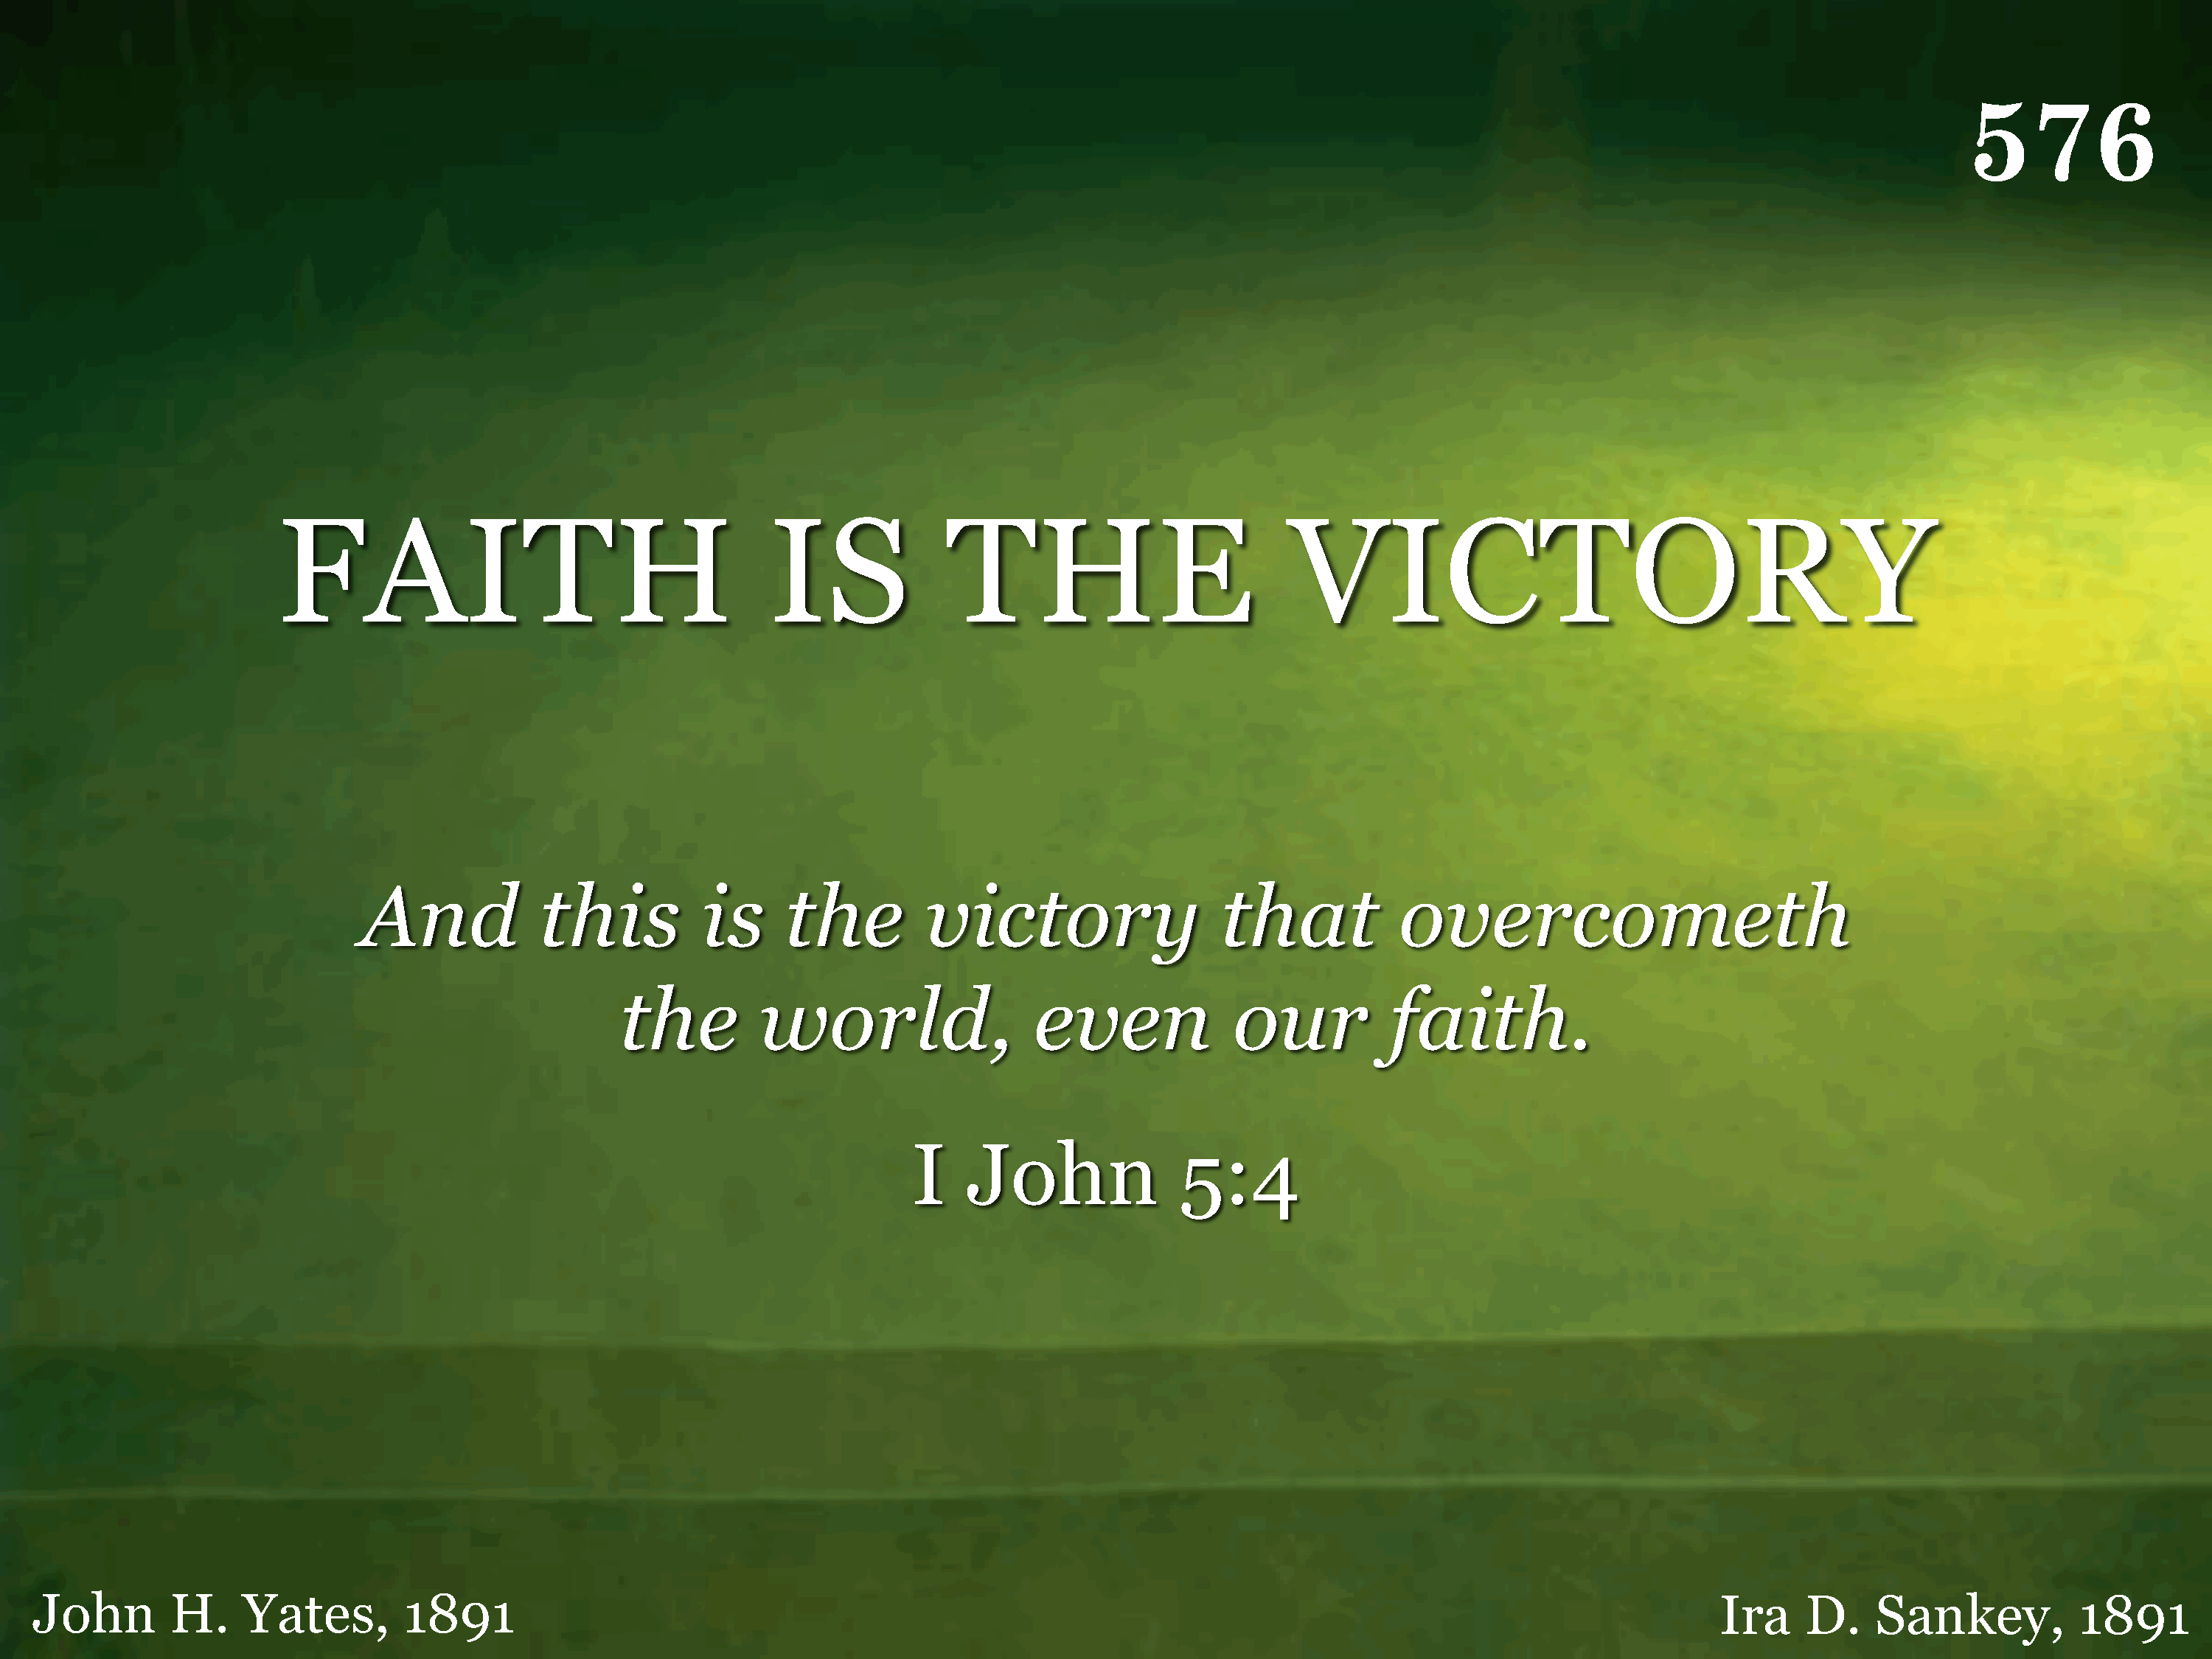 576
FAITH IS THE VICTORY
And this is the victory that overcometh
the world, even our faith.
I John 5:4
John H. Yates, 1891
Ira D. Sankey, 1891